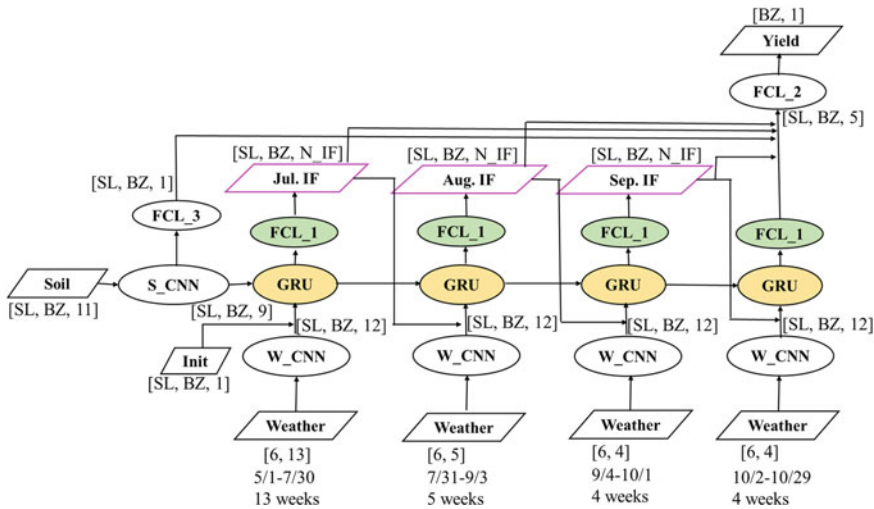 [BZ, 1]
Yield
FCL_2
[SL, BZ, 5]
[SL, BZ, N_IF] [SL, BZ, N_IF] [SL, BZ, N_IF]
Jul. IF Aug. IF Sep. IF
[SL, BZ, 1]
FCL_3
FCL_1 FCL_1 FCL_1 FCL_1
Soil S_CNN GRU GRU GRU GRU
[SL, BZ, 11] [SL, BZ, 9]
[SL, BZ, 12] [SL, BZ, 12] [SL, BZ, 12] [SL, BZ, 12]
Init W_CNN W_CNN W_CNN W_CNN
[SL, BZ, 1]
Weather Weather Weather Weather
[6, 13] [6, 5] [6, 4] [6, 4]
5/1-7/30 7/31-9/3 9/4-10/1 10/2-10/29
13 weeks 5 weeks 4 weeks 4 weeks